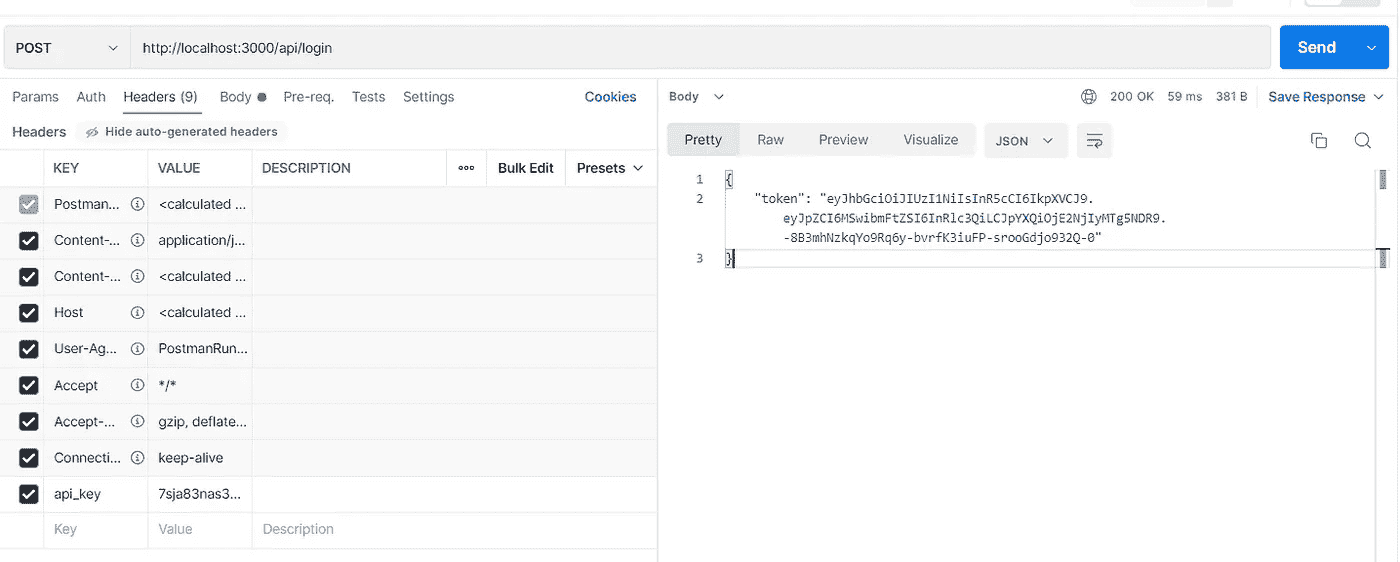 POST http://localhost:3000/api/login Send
Params Auth Headers (9) Body Pre-req. Tests Settings Cookies
Headers Hide auto-generated headers
KEY VALUE DESCRIPTION ooo Bulk Edit Presets
Postman... <calculated ...
Content-... application/j...
Content-... <calculated ...
Host <calculated ...
User-Ag... PostmanRun...
Accept */*
Accept-... gzip, deflate...
Connecti... keep-alive
api_key 7sja83nas3...
Key Value Description
Body 200 OK 59 ms 381 B Save Response
Pretty Raw Preview Visualize JSON
1 {
2 "token": "eyJhbGciOiJIUzI1NiIsInR5cCI6IkpXVCJ9.
eyJpZCI6MSwibmFtZSI6InRlc3QiLCJpYXQiOjE2NjIyMTg5NDR9.
-8B3mhNzkqYo9Rq6y-bvrfK3iuFP-srooGdjo932Q-0"
3 }